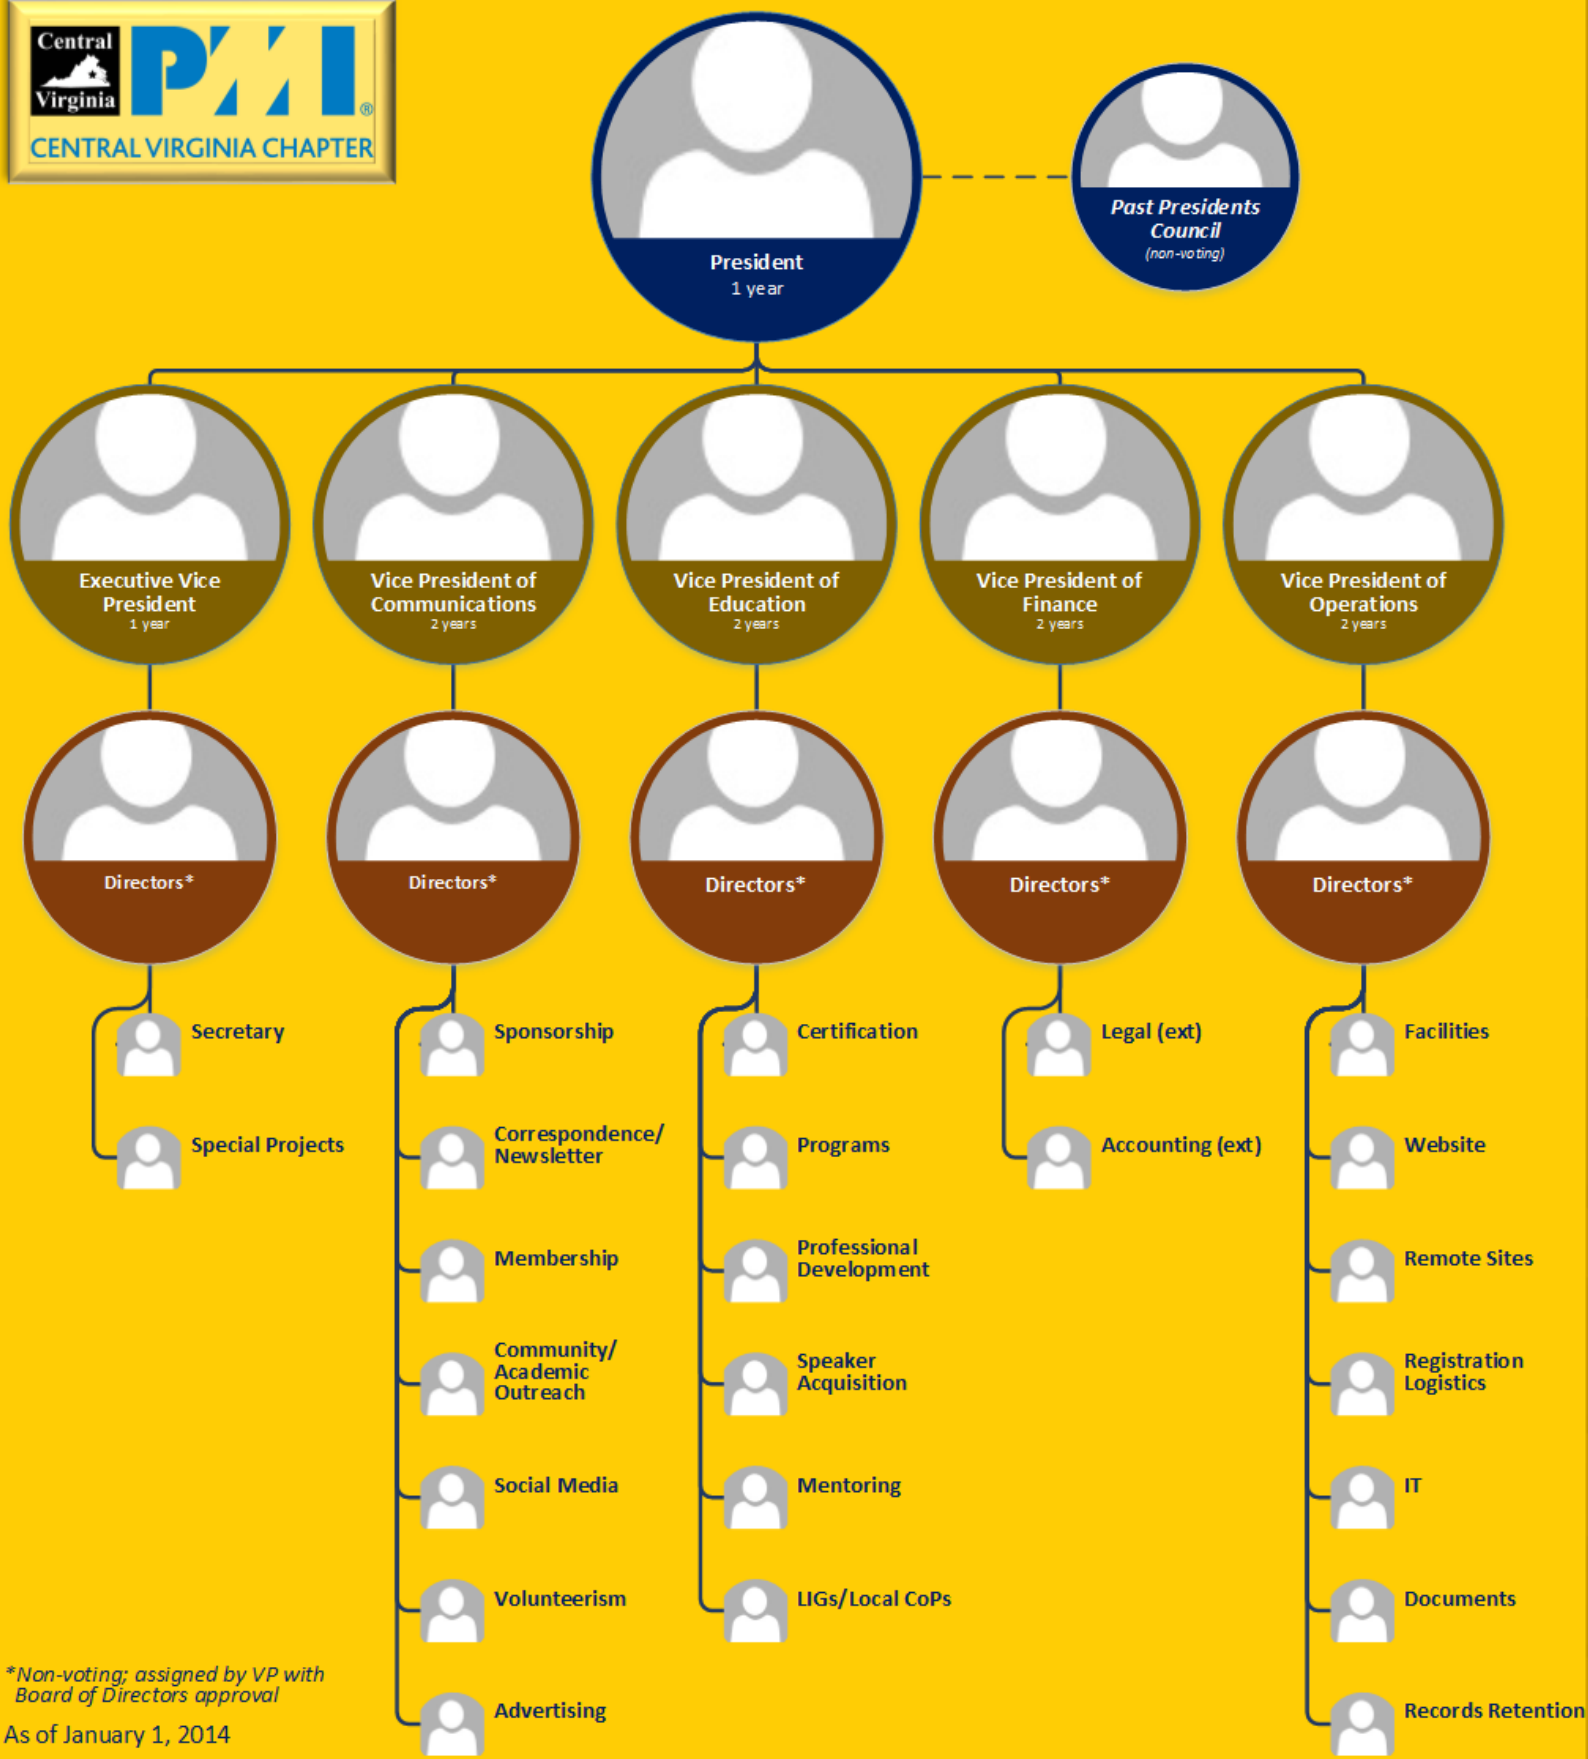 Central
Virginia
PMI®
CENTRAL VIRGINIA CHAPTER
President
1 year
Past Presidents
Council
(non-voting)
Executive Vice
President
1 year
Vice President of
Communications
2 years
Vice President of
Education
2 years
Vice President of
Finance
2 years
Vice President of
Operations
2 years
Directors*
Directors*
Directors*
Directors*
Directors*
Secretary
Special Projects
Sponsorship
Correspondence/
Newsletter
Membership
Community/
Academic
Outreach
Social Media
Volunteerism
Advertising
Certification
Programs
Professional
Development
Speaker
Acquisition
Mentoring
LIGs/Local CoPs
Legal (ext)
Accounting (ext)
Facilities
Website
Remote Sites
Registration
Logistics
IT
Documents
Records Retention
*Non-voting; assigned by VP with
Board of Directors approval
As of January 1, 2014